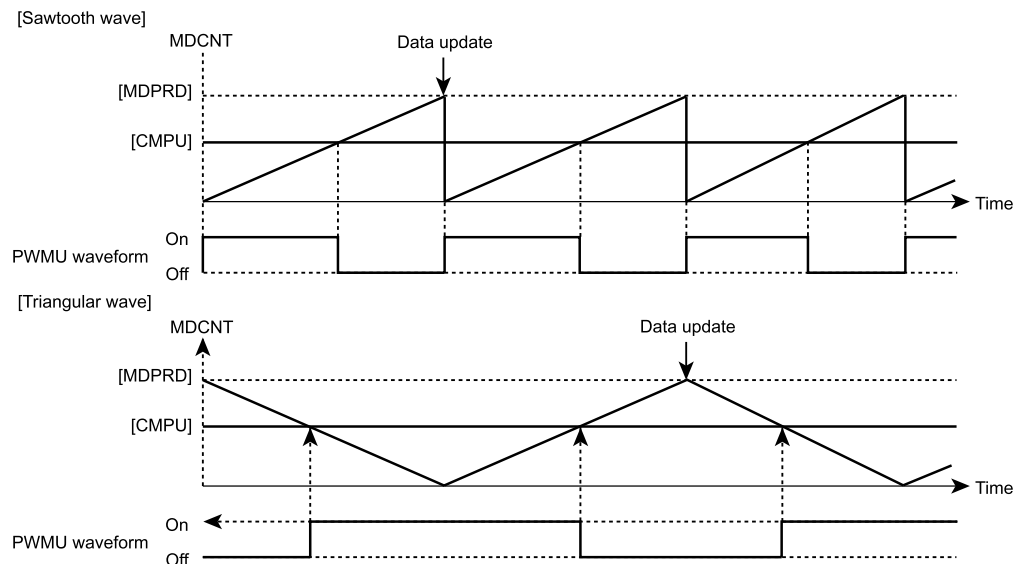 [Sawtooth wave]
MDCNT
Data update
[MDPRD]
[CMPU]
Time
On
PWMU waveform
Off
[Triangular wave]
MDCNT
Data update
[MDPRD]
[CMPU]
Time
On
PWMU waveform
Off